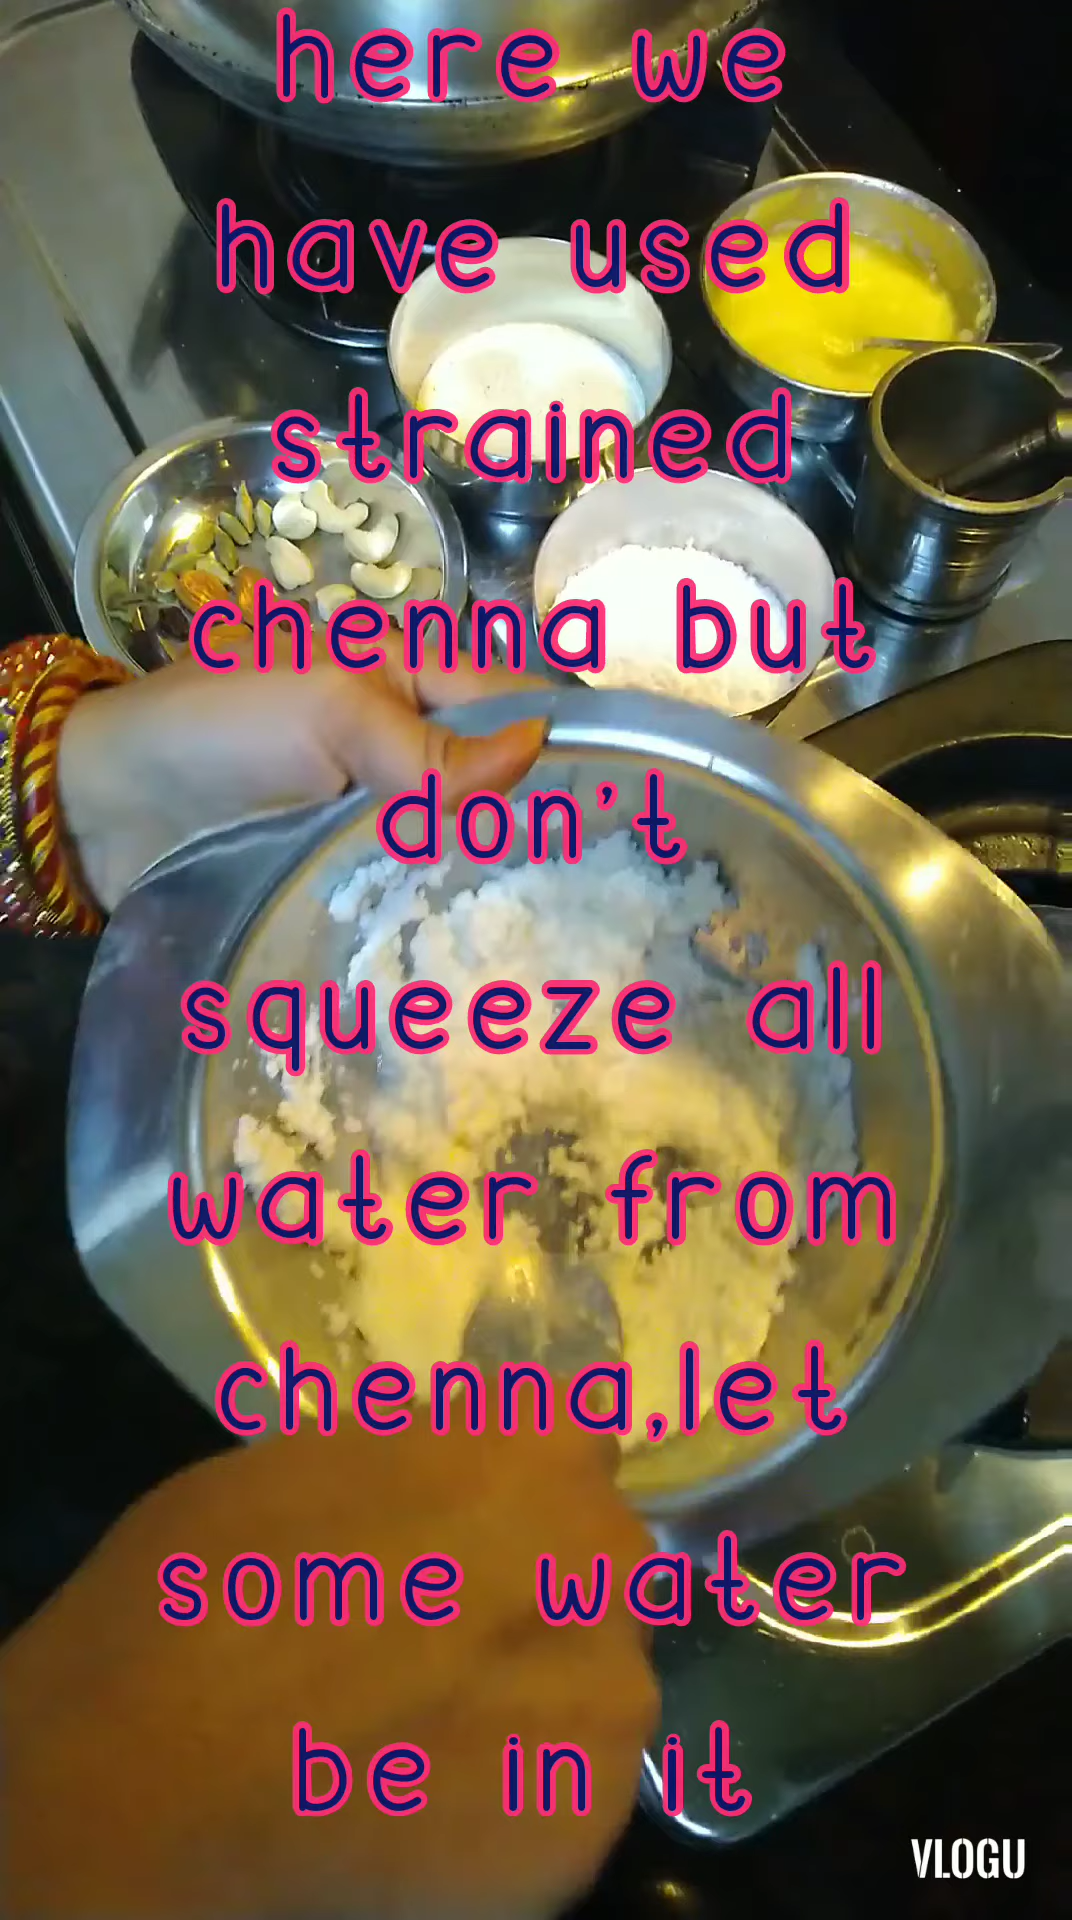 here we
have used
strained
chenna but
don't
squeeze all
water from
chenna,let
some water
be in it
VLOGU